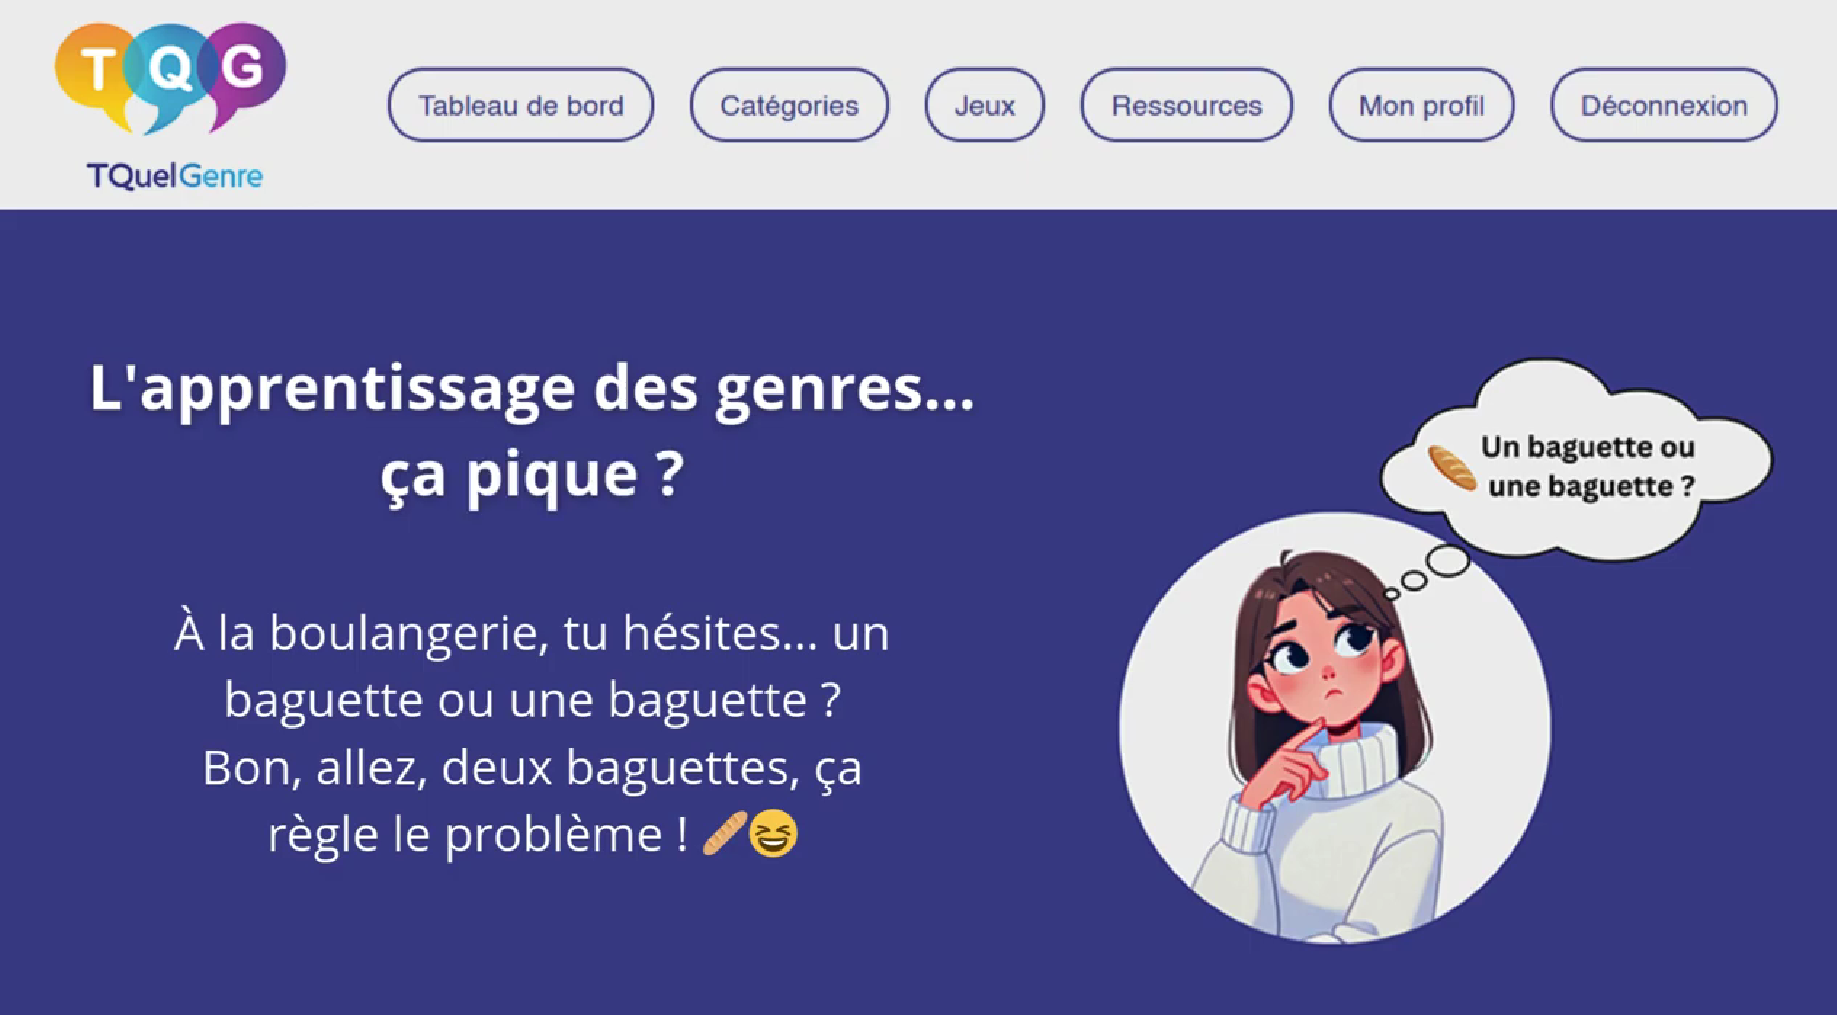 T Q G
TQuelGenre
Tableau de bord
Catégories
Jeux
Ressources
Mon profil
Déconnexion
L'apprentissage des genres...
ça pique ?
À la boulangerie, tu hésites... un
baguette ou une baguette ?
Bon, allez, deux baguettes, ça
règle le problème ! 🥖😆
Un baguette ou
une baguette ?